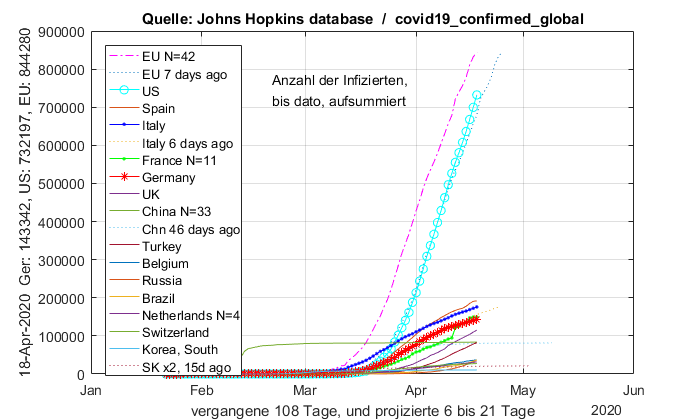 Quelle: Johns Hopkins database / covid19_confirmed_global
18-Apr-2020 Ger: 143342, US: 732197, EU: 844280
900000
800000
700000
600000
500000
400000
300000
200000
100000
0
EU N=42
EU 7 days ago
US
Spain
Italy
Italy 6 days ago
France N=11
Germany
UK
China N=33
Chn 46 days ago
Turkey
Belgium
Russia
Brazil
Netherlands N=4
Switzerland
Korea, South
SK x2, 15d ago
Anzahl der Infizierten,
bis dato, aufsummiert
Jan Feb Mar Apr May Jun
vergangene 108 Tage, und projizierte 6 bis 21 Tage
2020